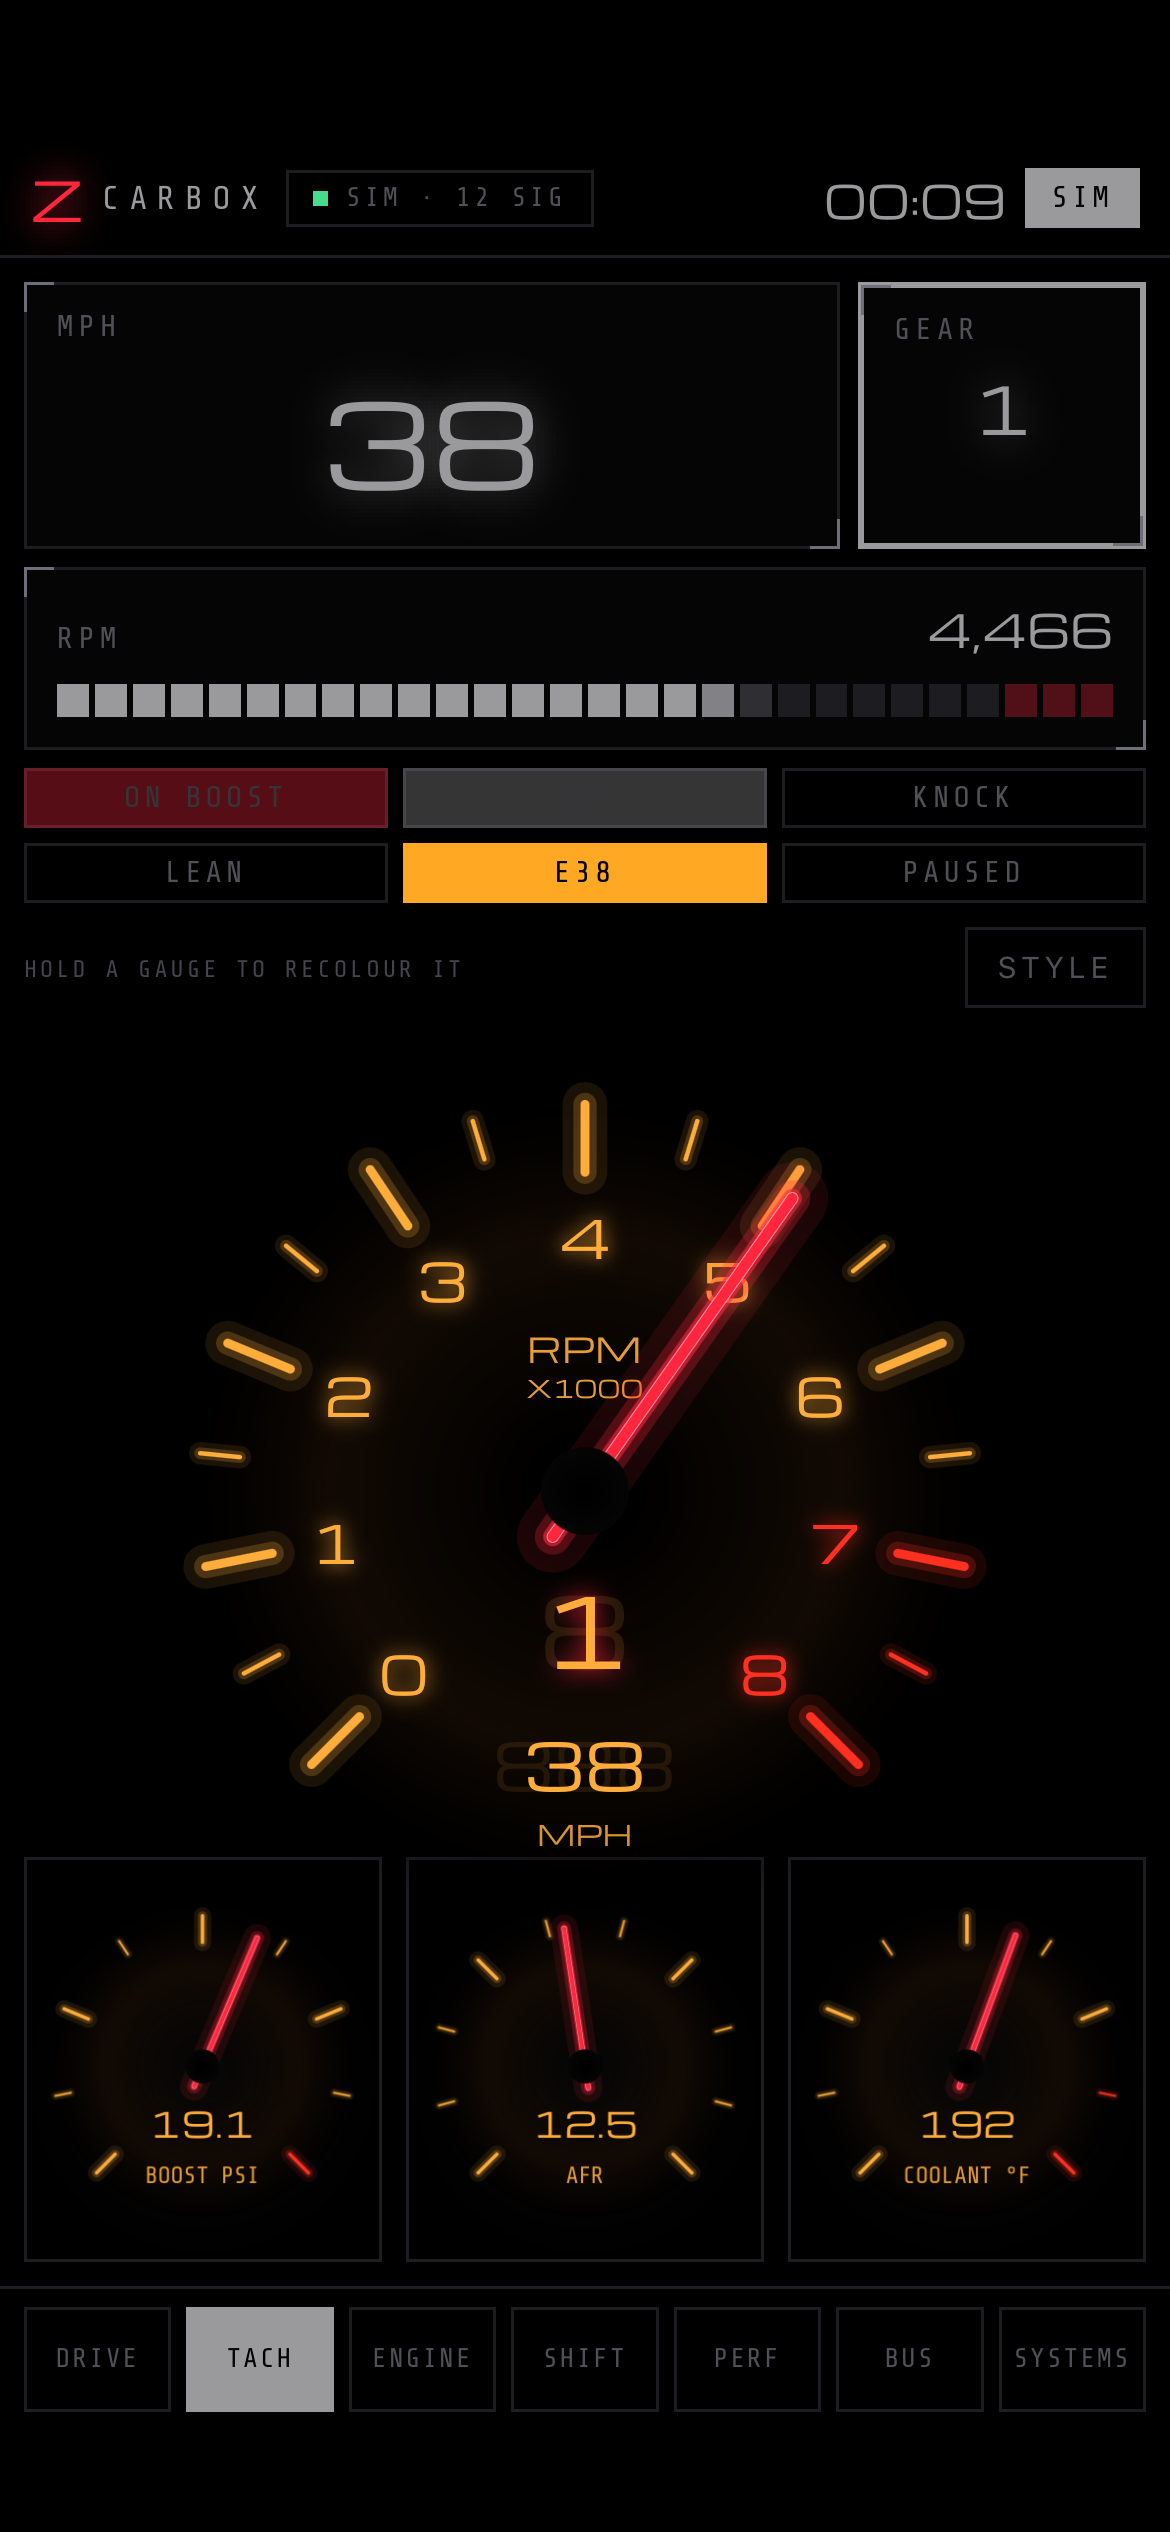 Z CARBOX SIM · 12 SIG 00:09 SIM
MPH
38
GEAR
1
RPM 4,466
ON BOOST KNOCK
LEAN E38 PAUSED
HOLD A GAUGE TO RECOLOUR IT STYLE
4
3 5
RPM
X1000
2 6
1 7
1
0 8
38
MPH
19.1 12.5 192
BOOST PSI AFR COOLANT °F
DRIVE TACH ENGINE SHIFT PERF BUS SYSTEMS